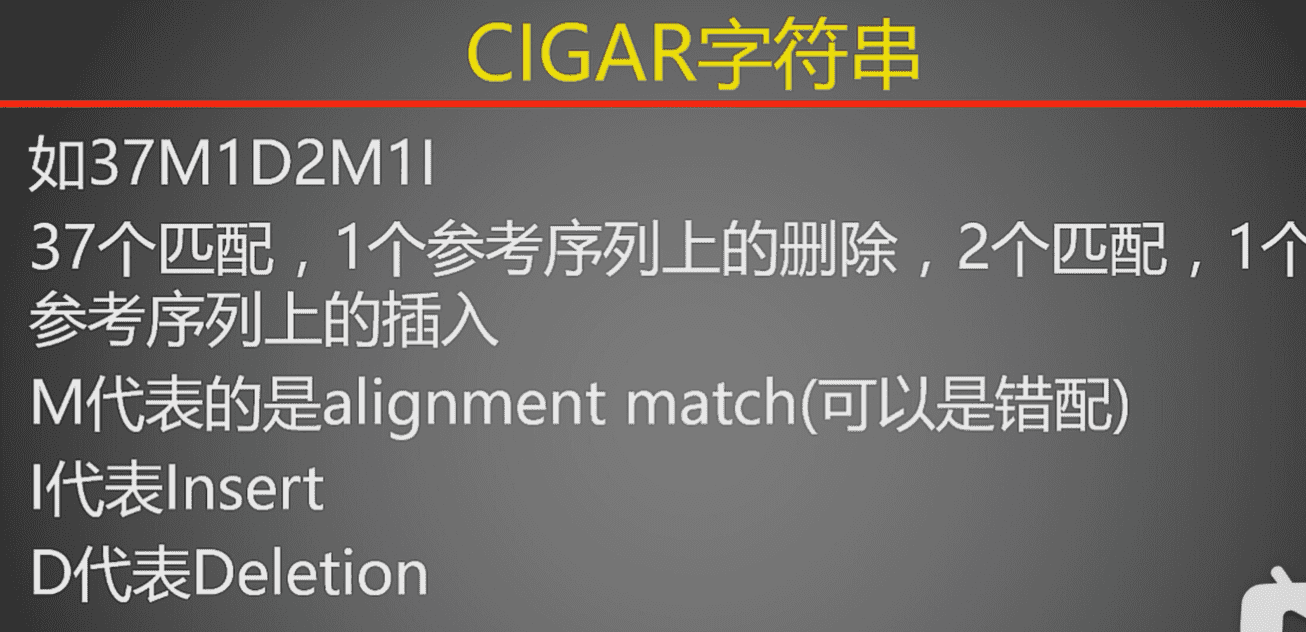 CIGAR字符串
如37M1D2M1I
37个匹配，1个参考序列上的删除，2个匹配，1个
参考序列上的插入
M代表的是alignment match(可以是错配)
I代表Insert
D代表Deletion